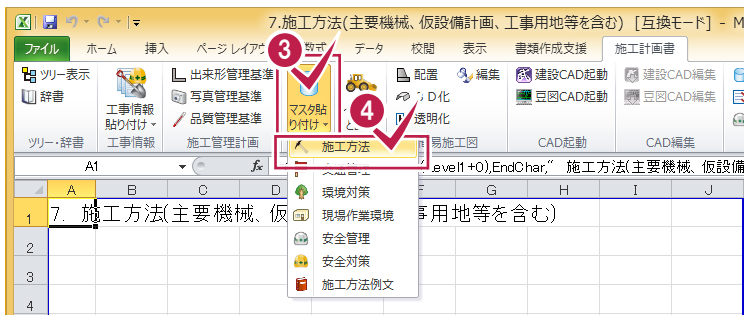 7.施工方法(主要機械、仮設備計画、工事用地等を含む) [互換モード] - M
ファイル ホーム 挿入 ページ レイアウ 数式 データ 校閲 表示 書類作成支援 施工計画書
ツリー表示 出来形管理基準 配置 編集 建設CAD起動 建設CAD編集
辞書 写真管理基準 D化 豆図CAD起動 豆図CAD編集
工事情報 貼り付け 品質管理基準 マスタ貼り付け 透明化
ツリー・辞書 工事情報 施工管理計画 易施工図 CAD起動 CAD編集
3
4
A1 fx Level1+0),EndChar,“ 施工方法(主要機械、仮設備
A B C D F G H I J
1 7. 施工方法(主要機械、仮 事用地等を含む)
2
3
4
施工方法
環境対策
現場作業環境
安全管理
安全対策
施工方法例文